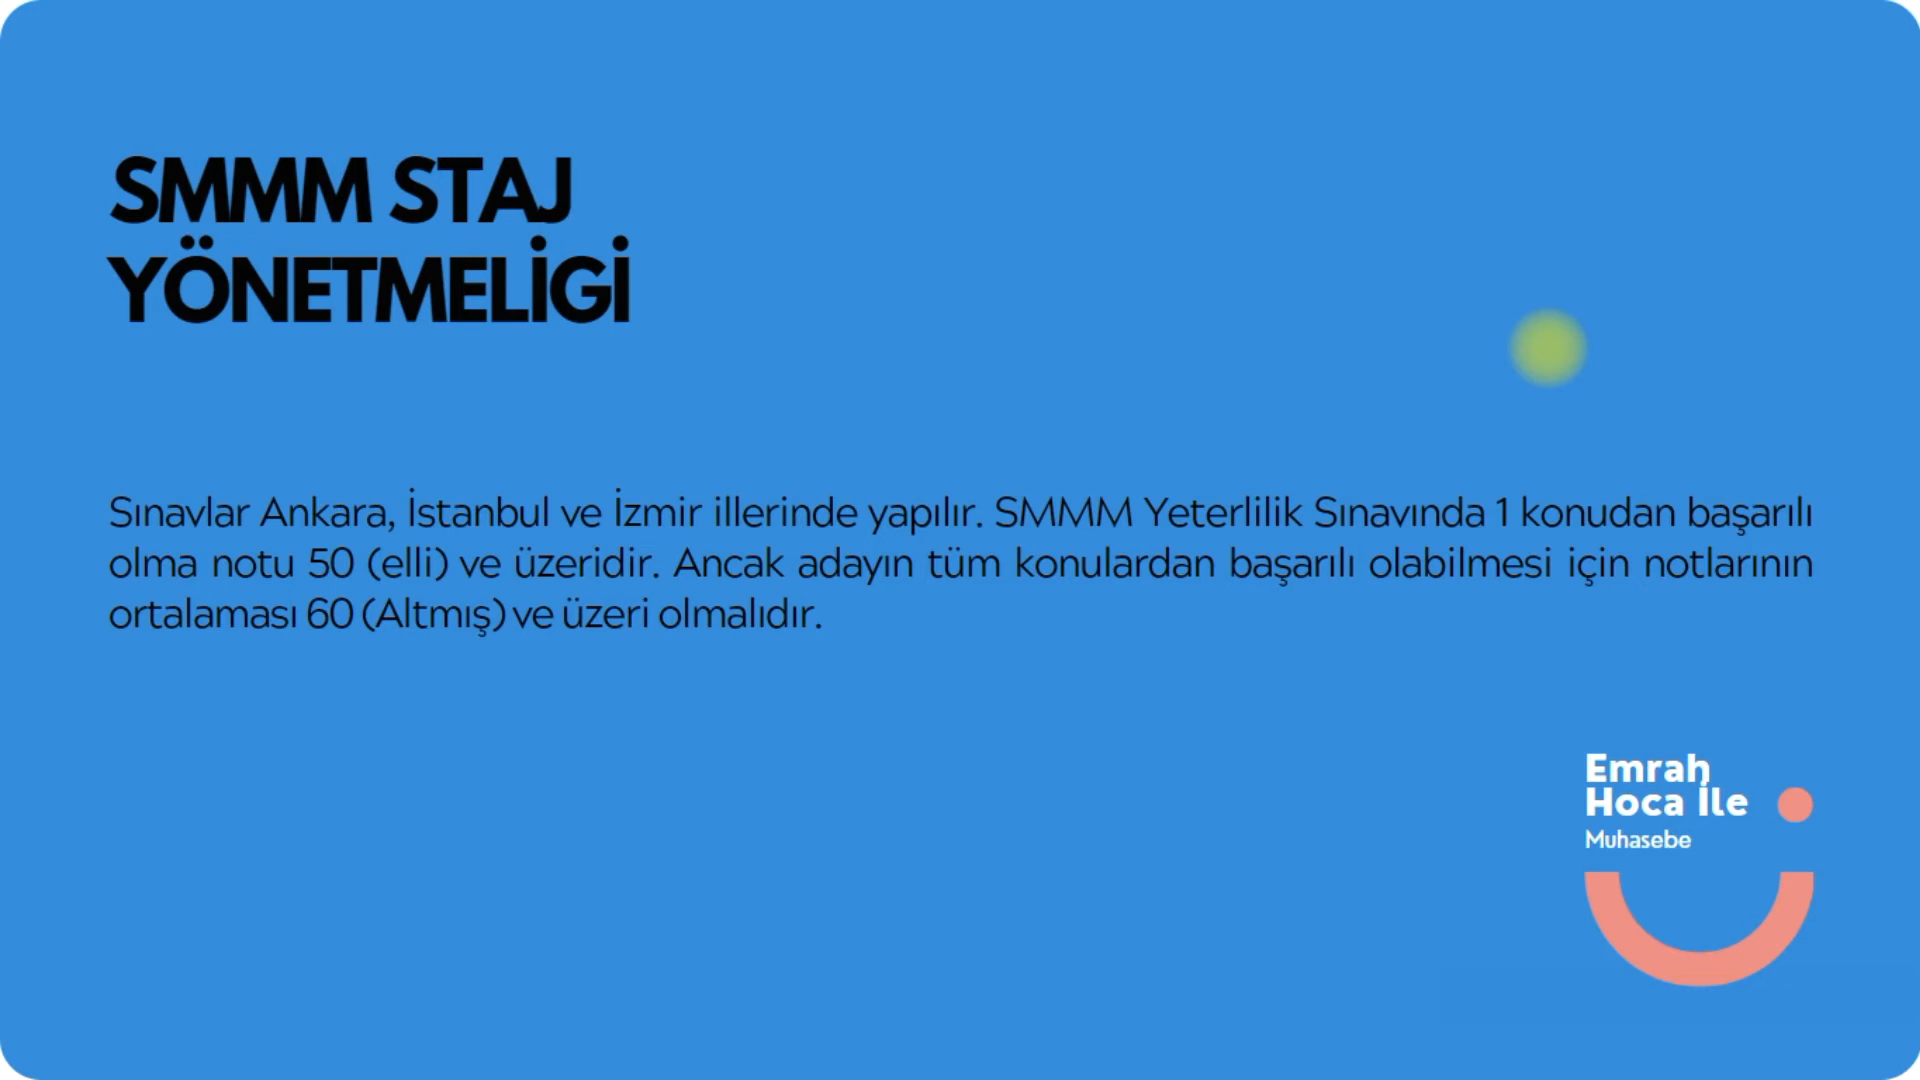 SMMM STAJ
YÖNETMELİGİ
Sınavlar Ankara, İstanbul ve İzmir illerinde yapılır. SMMM Yeterlilik Sınavında 1 konudan başarılı
olma notu 50 (elli) ve üzeridir. Ancak adayın tüm konulardan başarılı olabilmesi için notlarının
ortalaması 60 (Altmış) ve üzeri olmalıdır.
Emrah
Hoca İle
Muhasebe